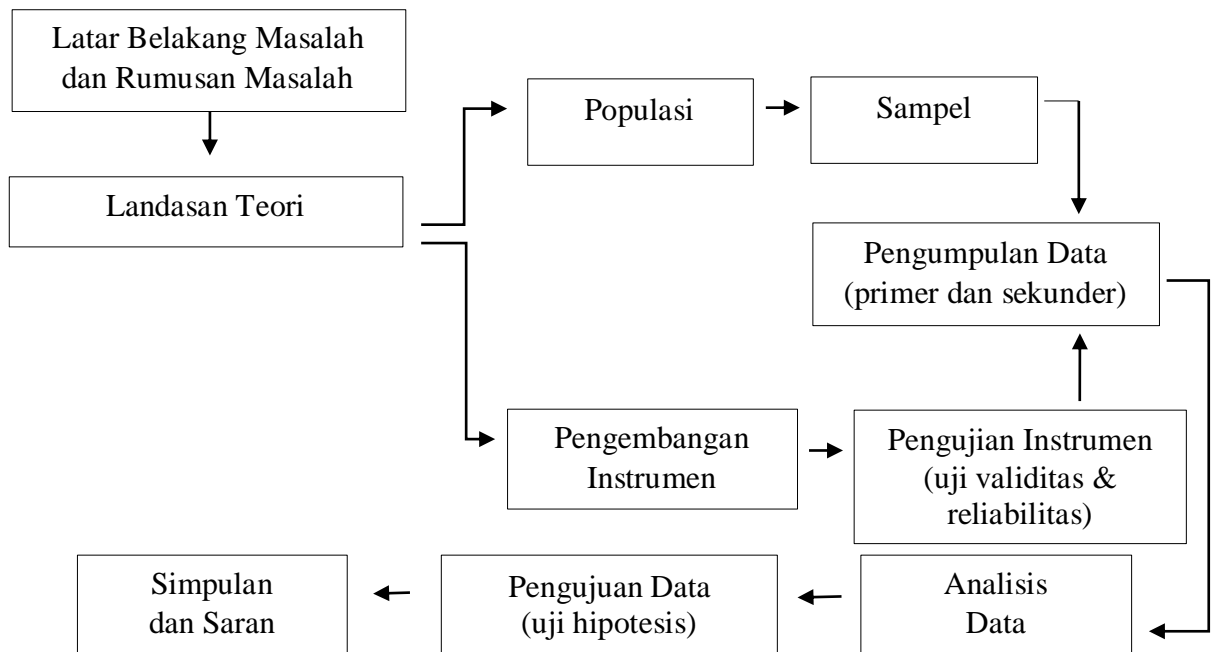 Latar Belakang Masalah
dan Rumusan Masalah
Populasi
Sampel
Landasan Teori
Pengumpulan Data
(primer dan sekunder)
Pengembangan
Instrumen
Pengujian Instrumen
(uji validitas &
reliabilitas)
Simpulan
dan Saran
Pengujuan Data
(uji hipotesis)
Analisis
Data